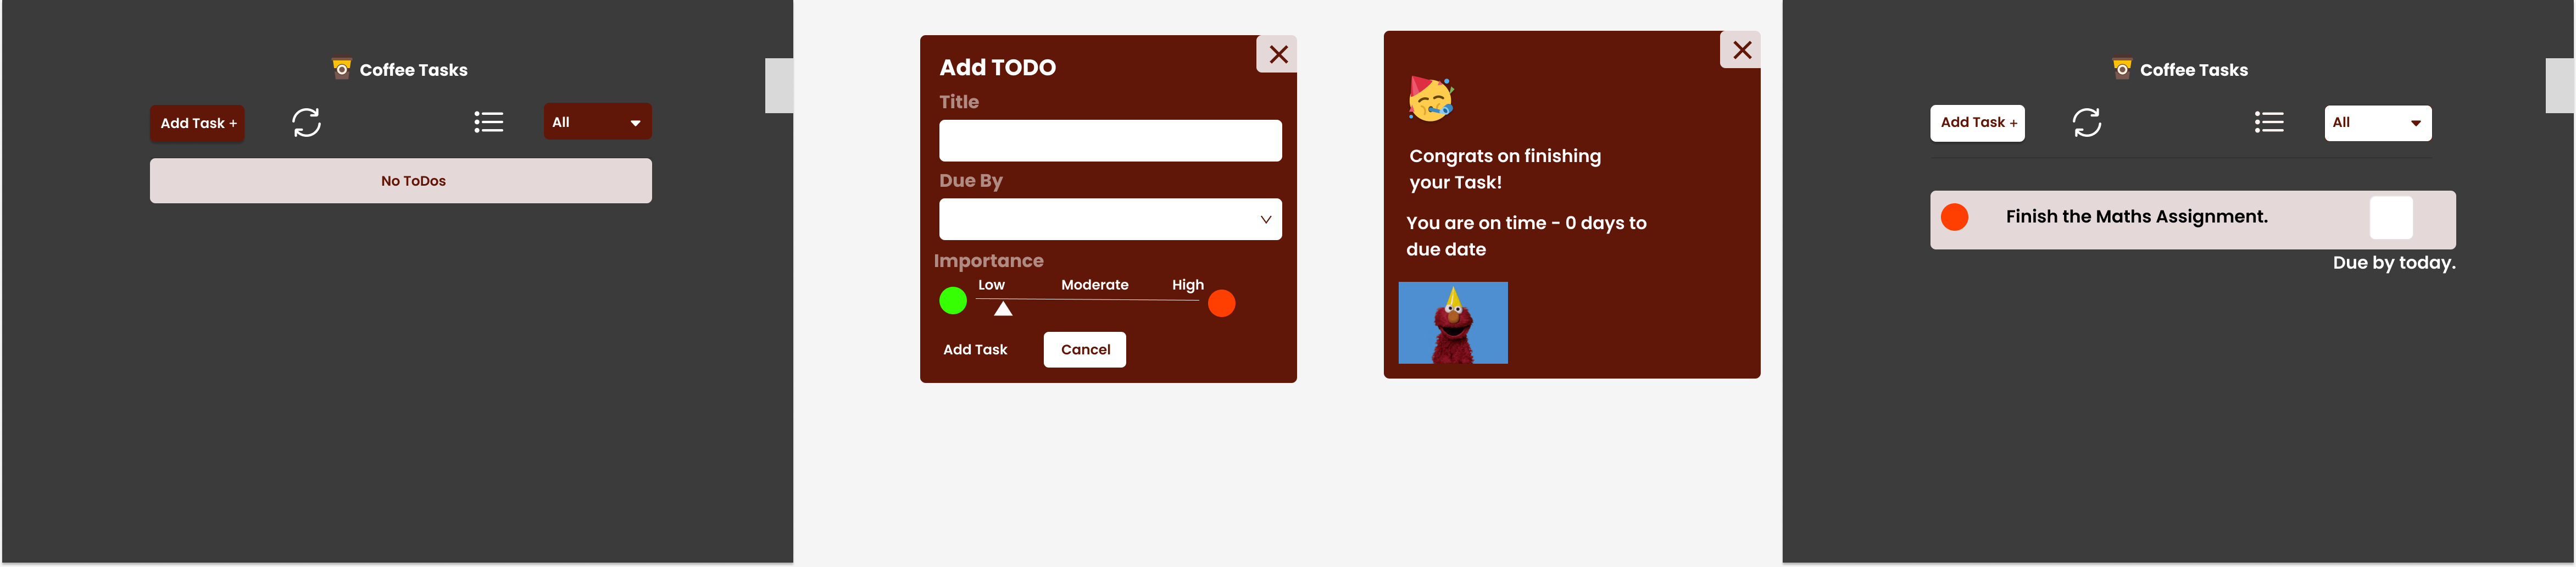 Coffee Tasks
Add Task +
All
No ToDos
Add TODO
Title
Due By
Importance
Low Moderate High
Add Task Cancel
Congrats on finishing
your Task!
You are on time - 0 days to
due date
Coffee Tasks
Add Task +
All
Finish the Maths Assignment.
Due by today.